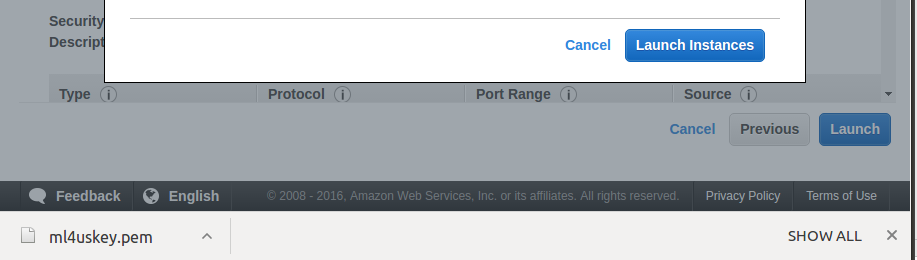 Security
Descript
Cancel Launch Instances
Type i Protocol i Port Range i Source i
Cancel Previous Launch
Feedback English © 2008 - 2016, Amazon Web Services, Inc. or its affiliates. All rights reserved. Privacy Policy Terms of Use
ml4uskey.pem SHOW ALL